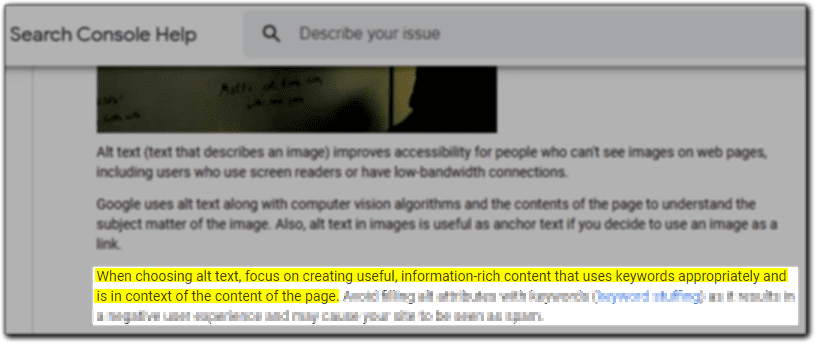 Search Console Help
Describe your issue
Alt text (text that describes an image) improves accessibility for people who can't see images on web pages,
including users who use screen readers or have low-bandwidth connections.
Google uses alt text along with computer vision algorithms and the contents of the page to understand the
subject matter of the image. Also, alt text in images is useful as anchor text if you decide to use an image as a
link.
When choosing alt text, focus on creating useful, information-rich content that uses keywords appropriately and
is in context of the content of the page. Avoid filling alt attributes with keywords (keyword stuffing) as it results in
a negative user experience and may cause your site to be seen as spam.